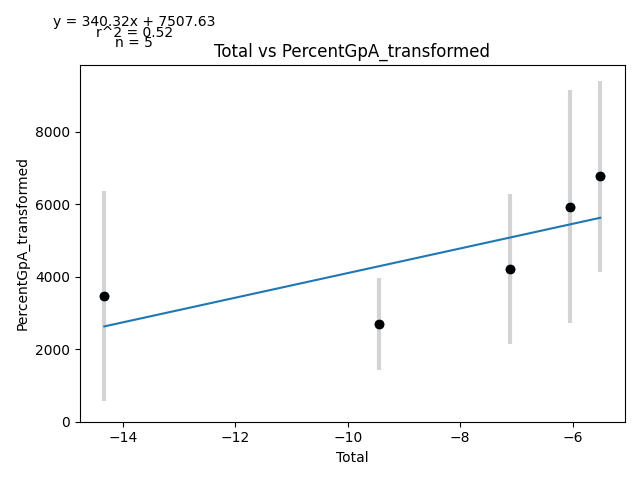 y = 340.32x + 7507.63
r^2 = 0.52
n = 5
Total vs PercentGpA_transformed
PercentGpA_transformed
8000
6000
4000
2000
0
−14
−12
−10
−8
−6
Total